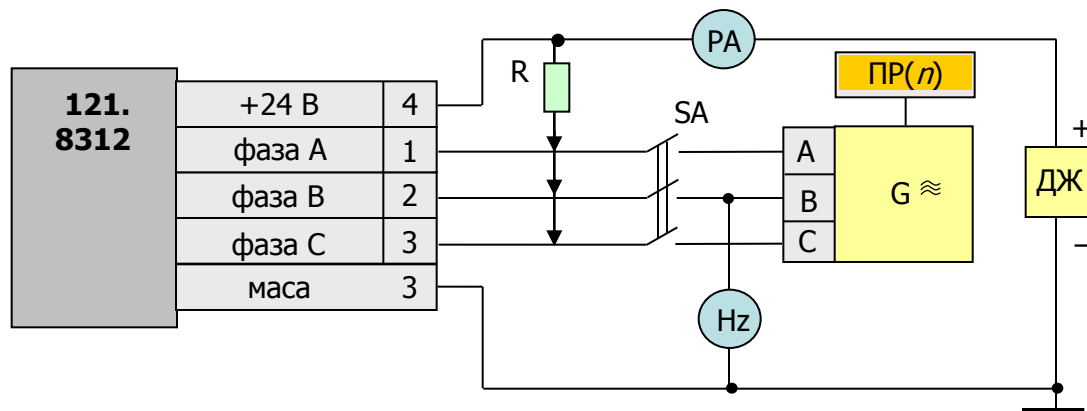 PA
R
ПР(n)
121.
8312
+24 В 4
SA
+
фаза А 1
A
фаза В 2
B
G ≋
ДЖ
фаза С 3
C
–
маса 3
Hz